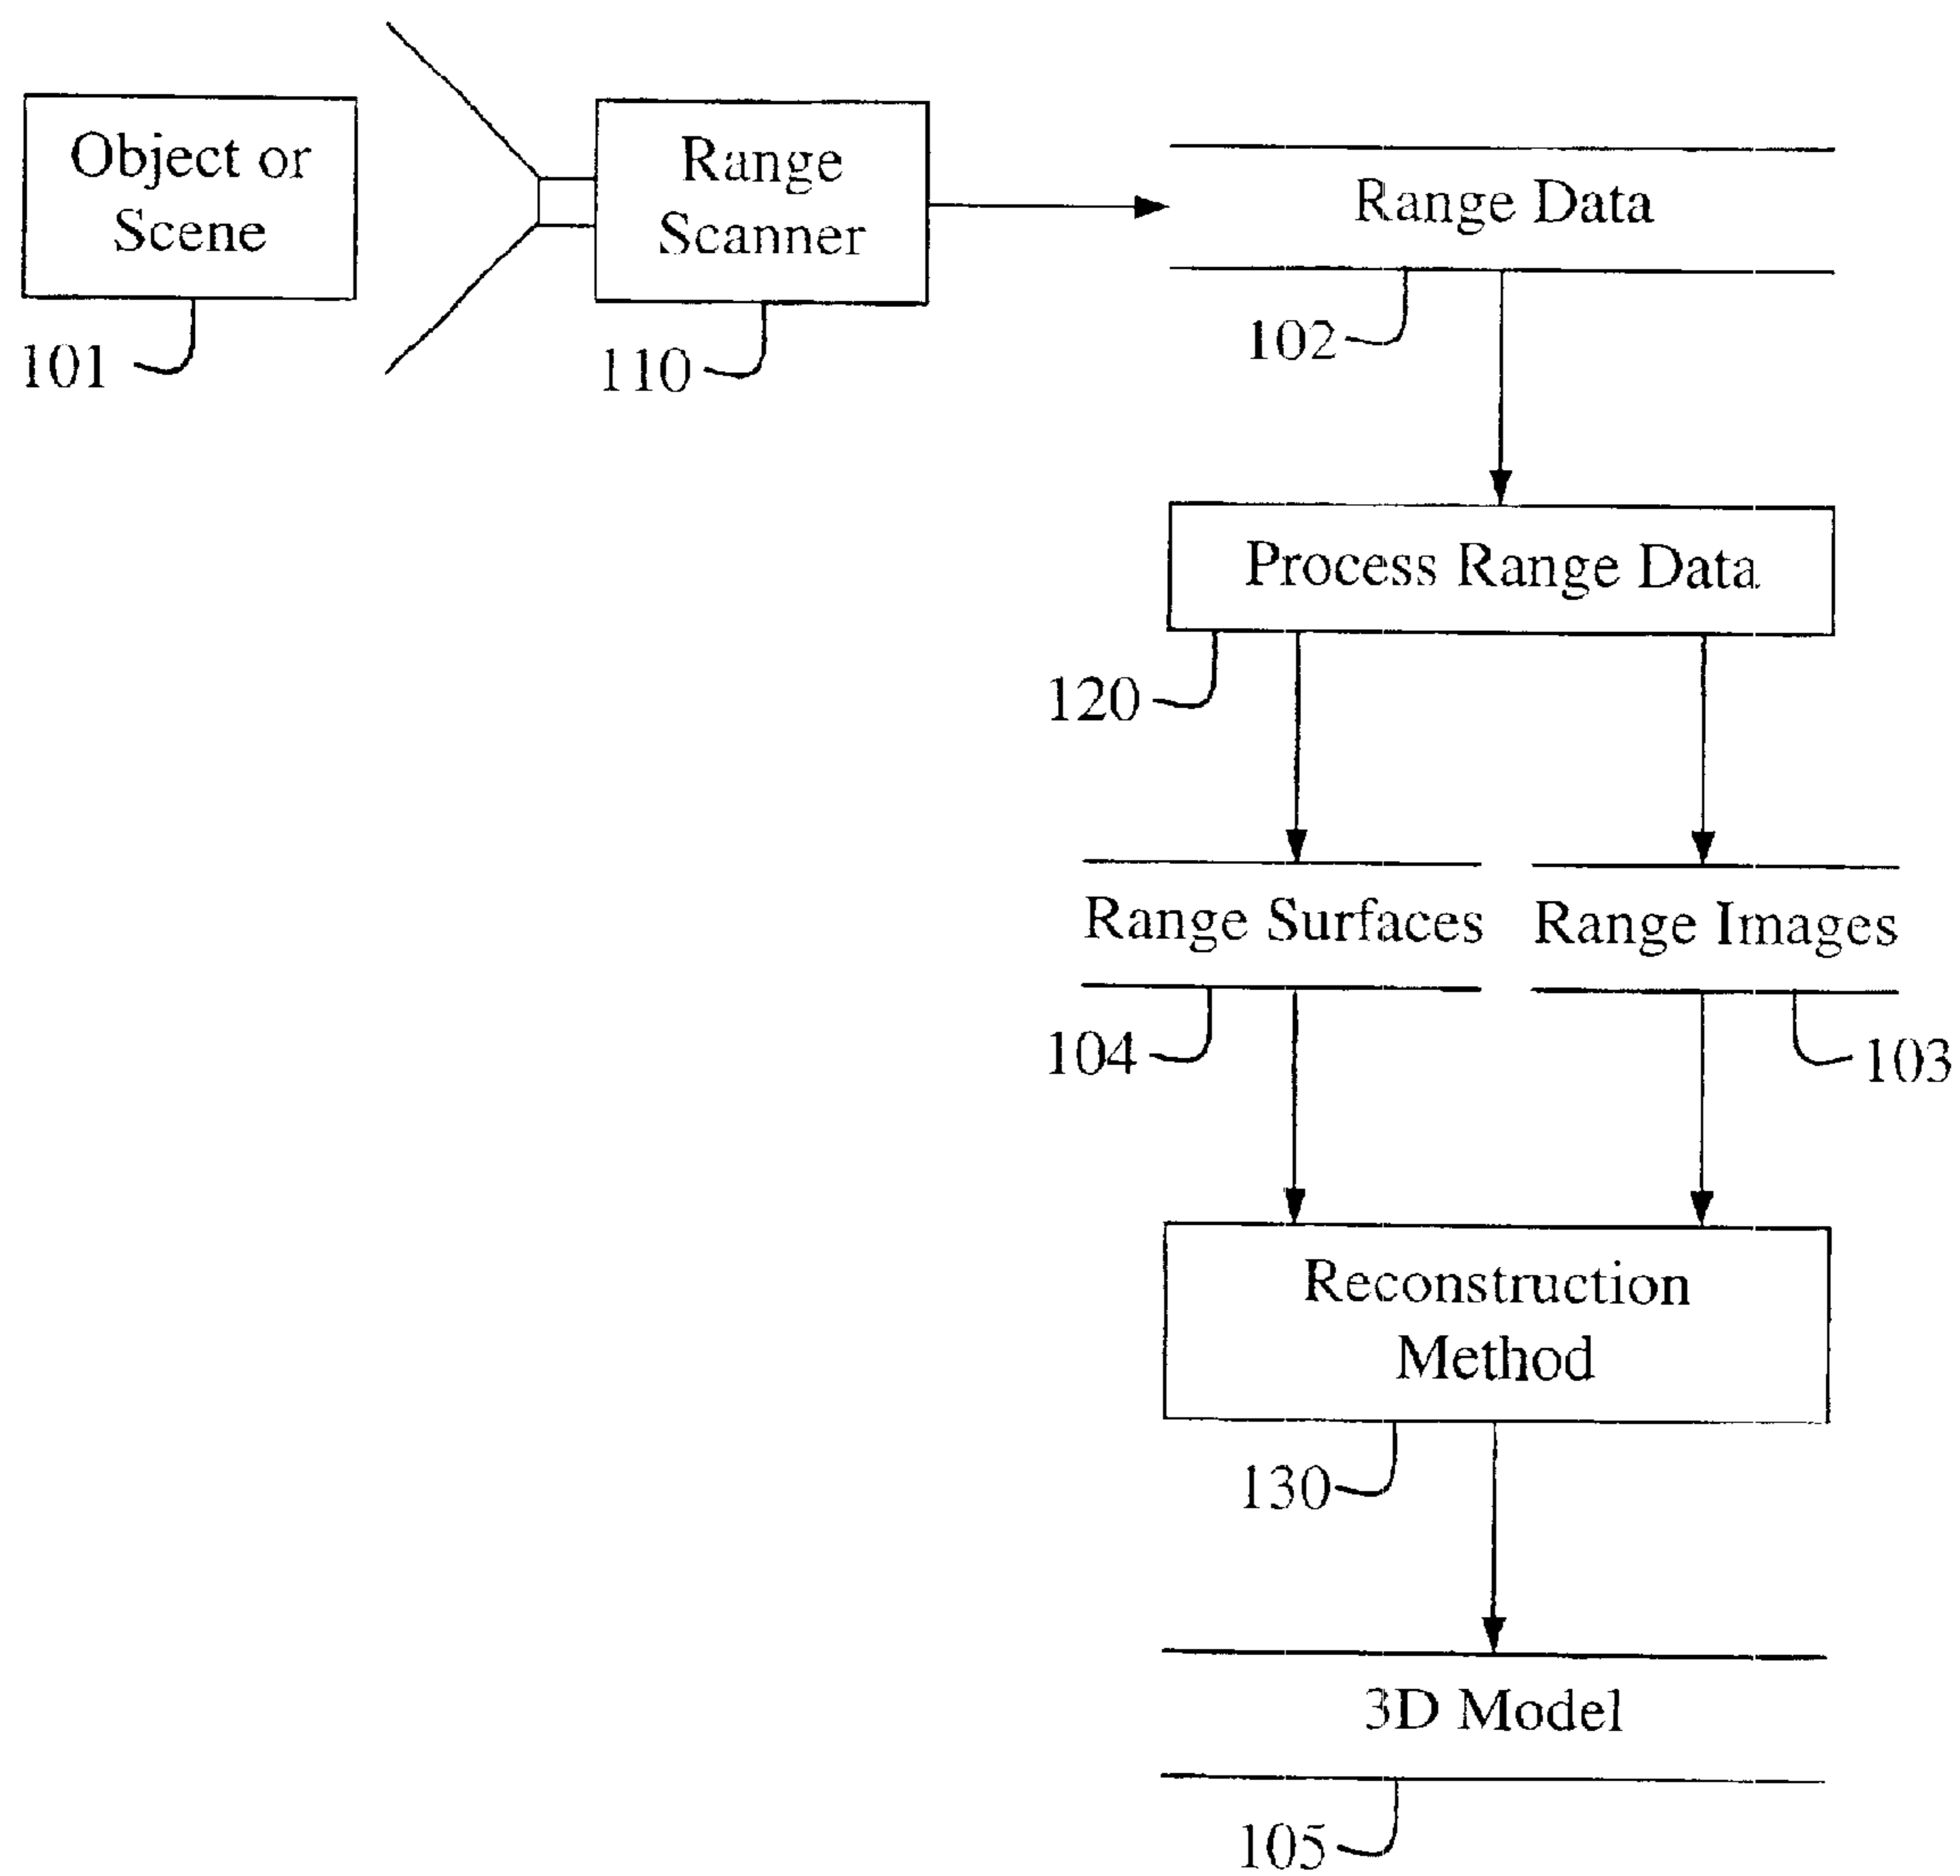 Object or
Scene
101
Range
Scanner
110
Range Data
102
Process Range Data
120
Range Surfaces
104
Range Images
103
Reconstruction
Method
130
3D Model
105